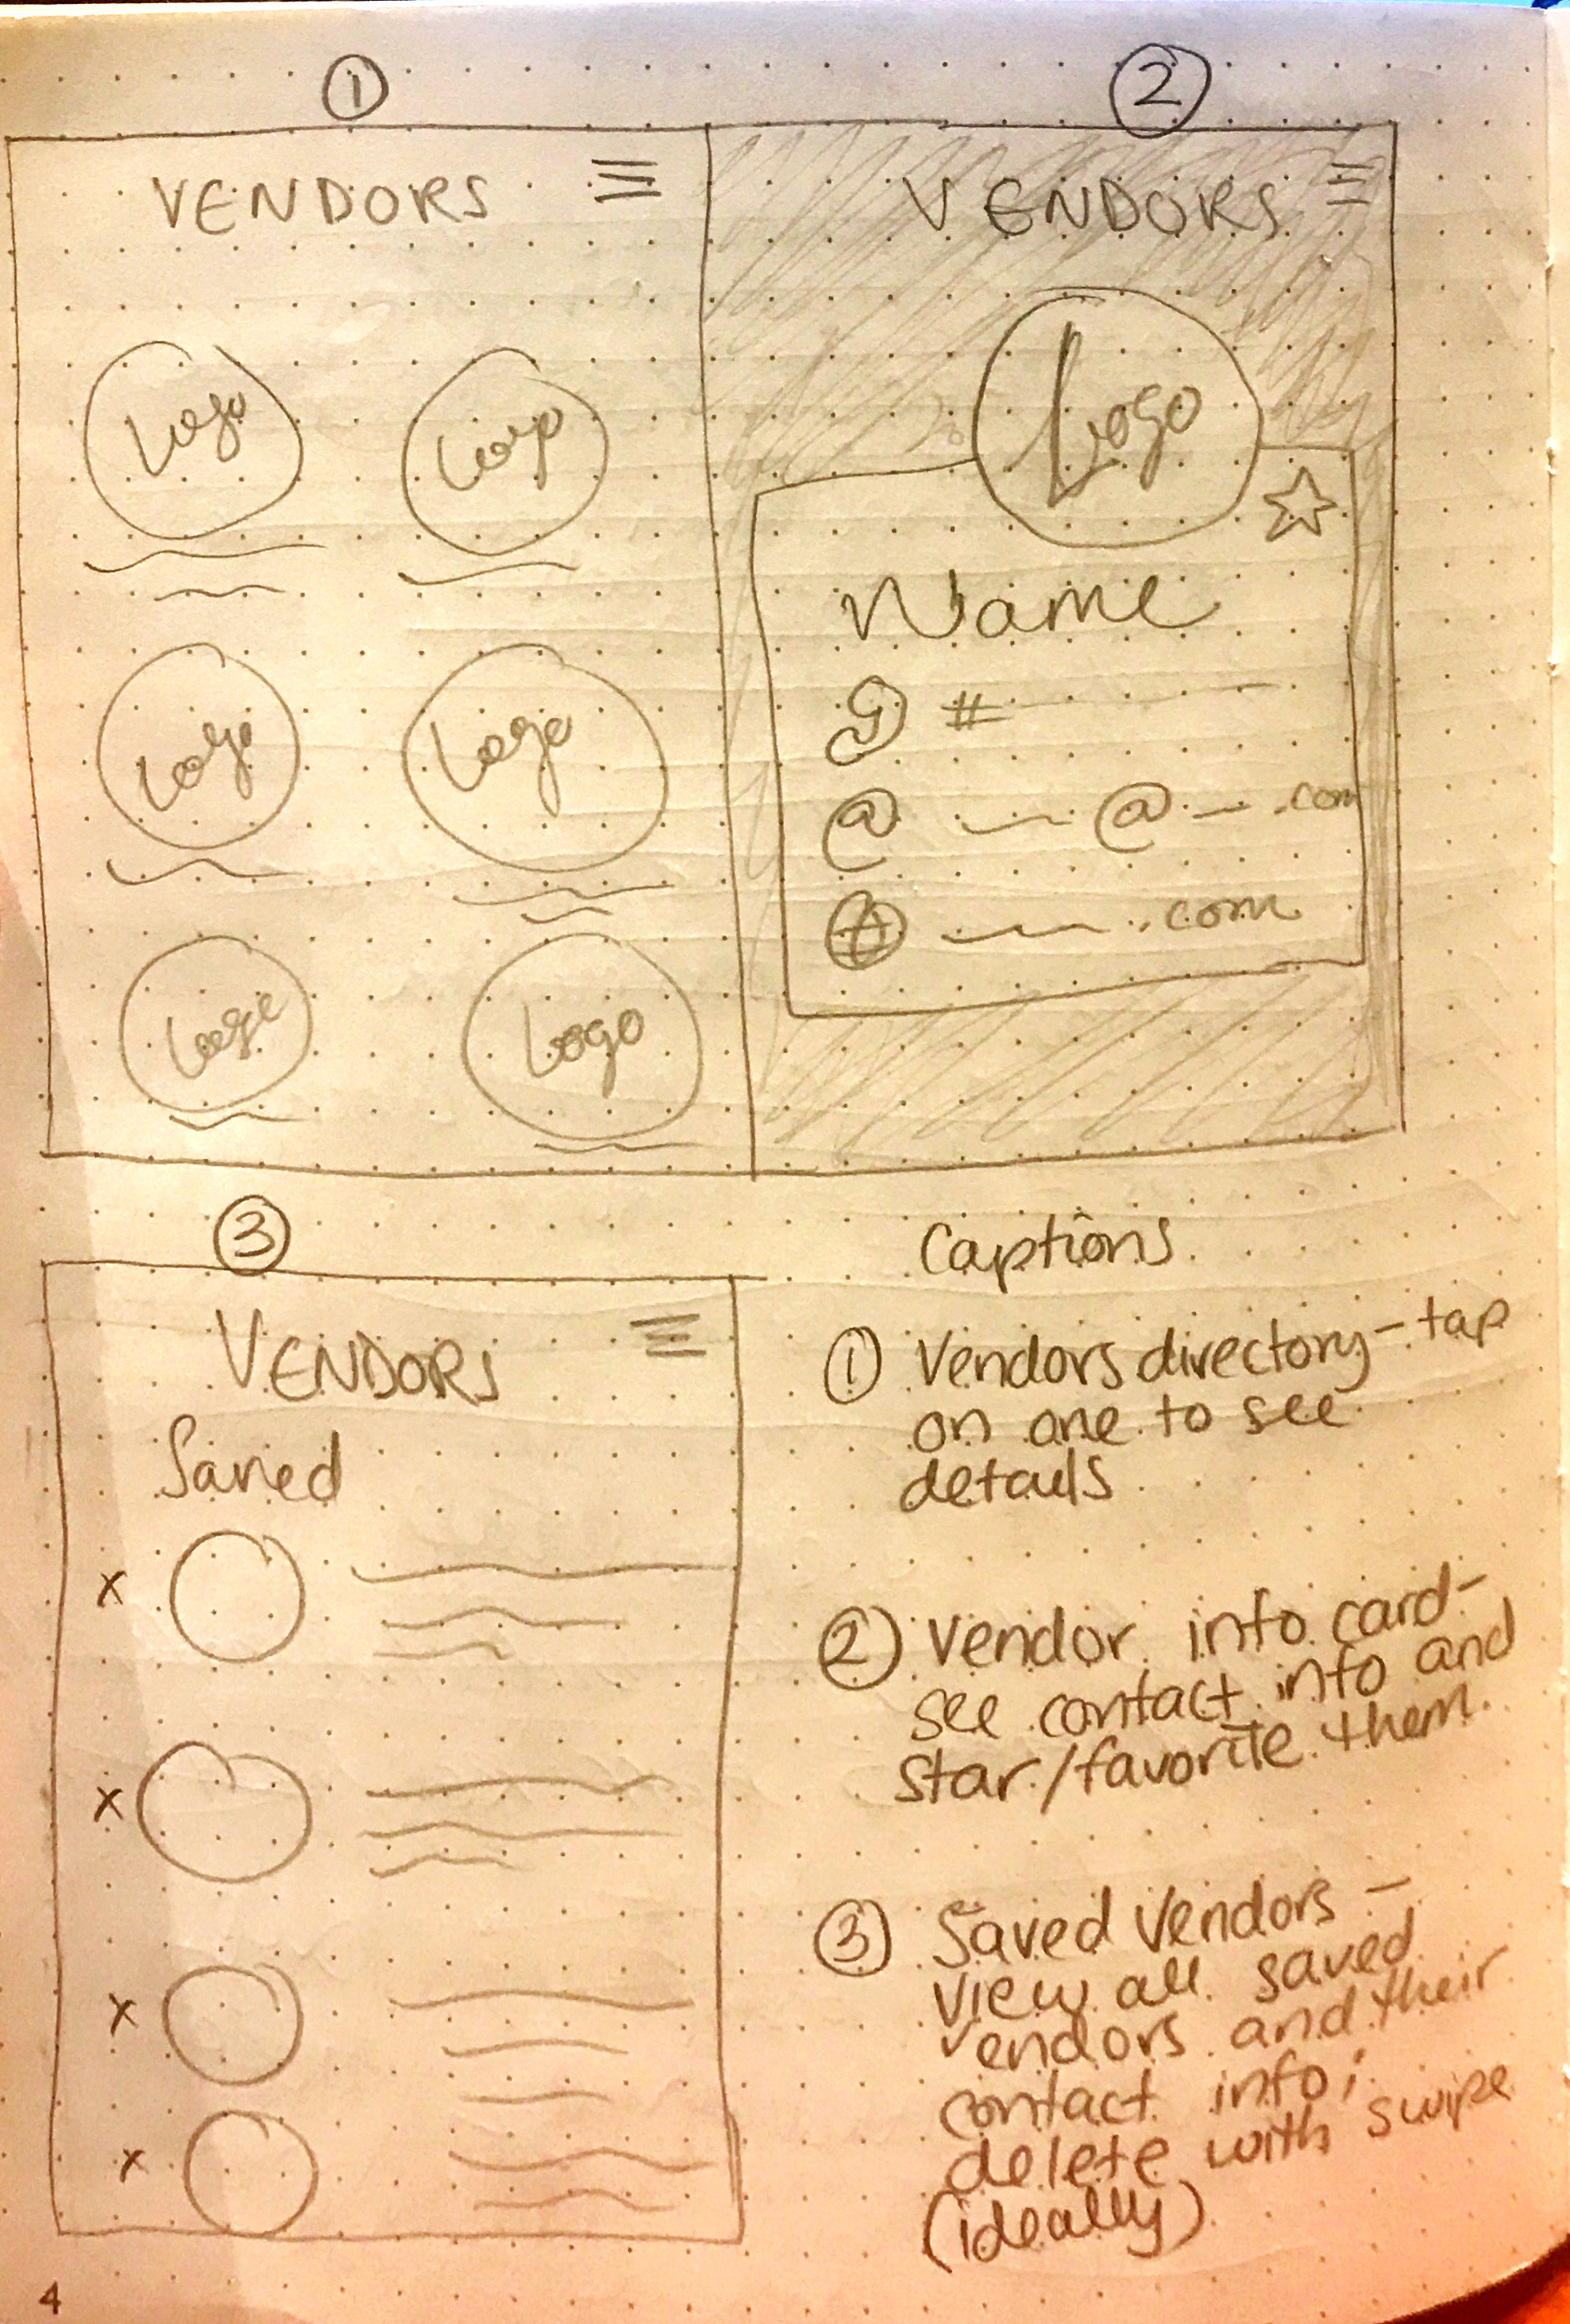 1
VENDORS
Logo
Logo
Logo
Logo
Logo
Logo
2
VENDORS
Logo
Name
#
@ @ .com
.com
3
VENDORS
Saved
x
x
x
x
Captions
1 Vendors directory - tap
on one to see
details
2 Vendor info card -
see contact info and
star/favorite them.
3 Saved Vendors -
view all saved
vendors and their
contact info;
delete with swipe
(ideally)
4